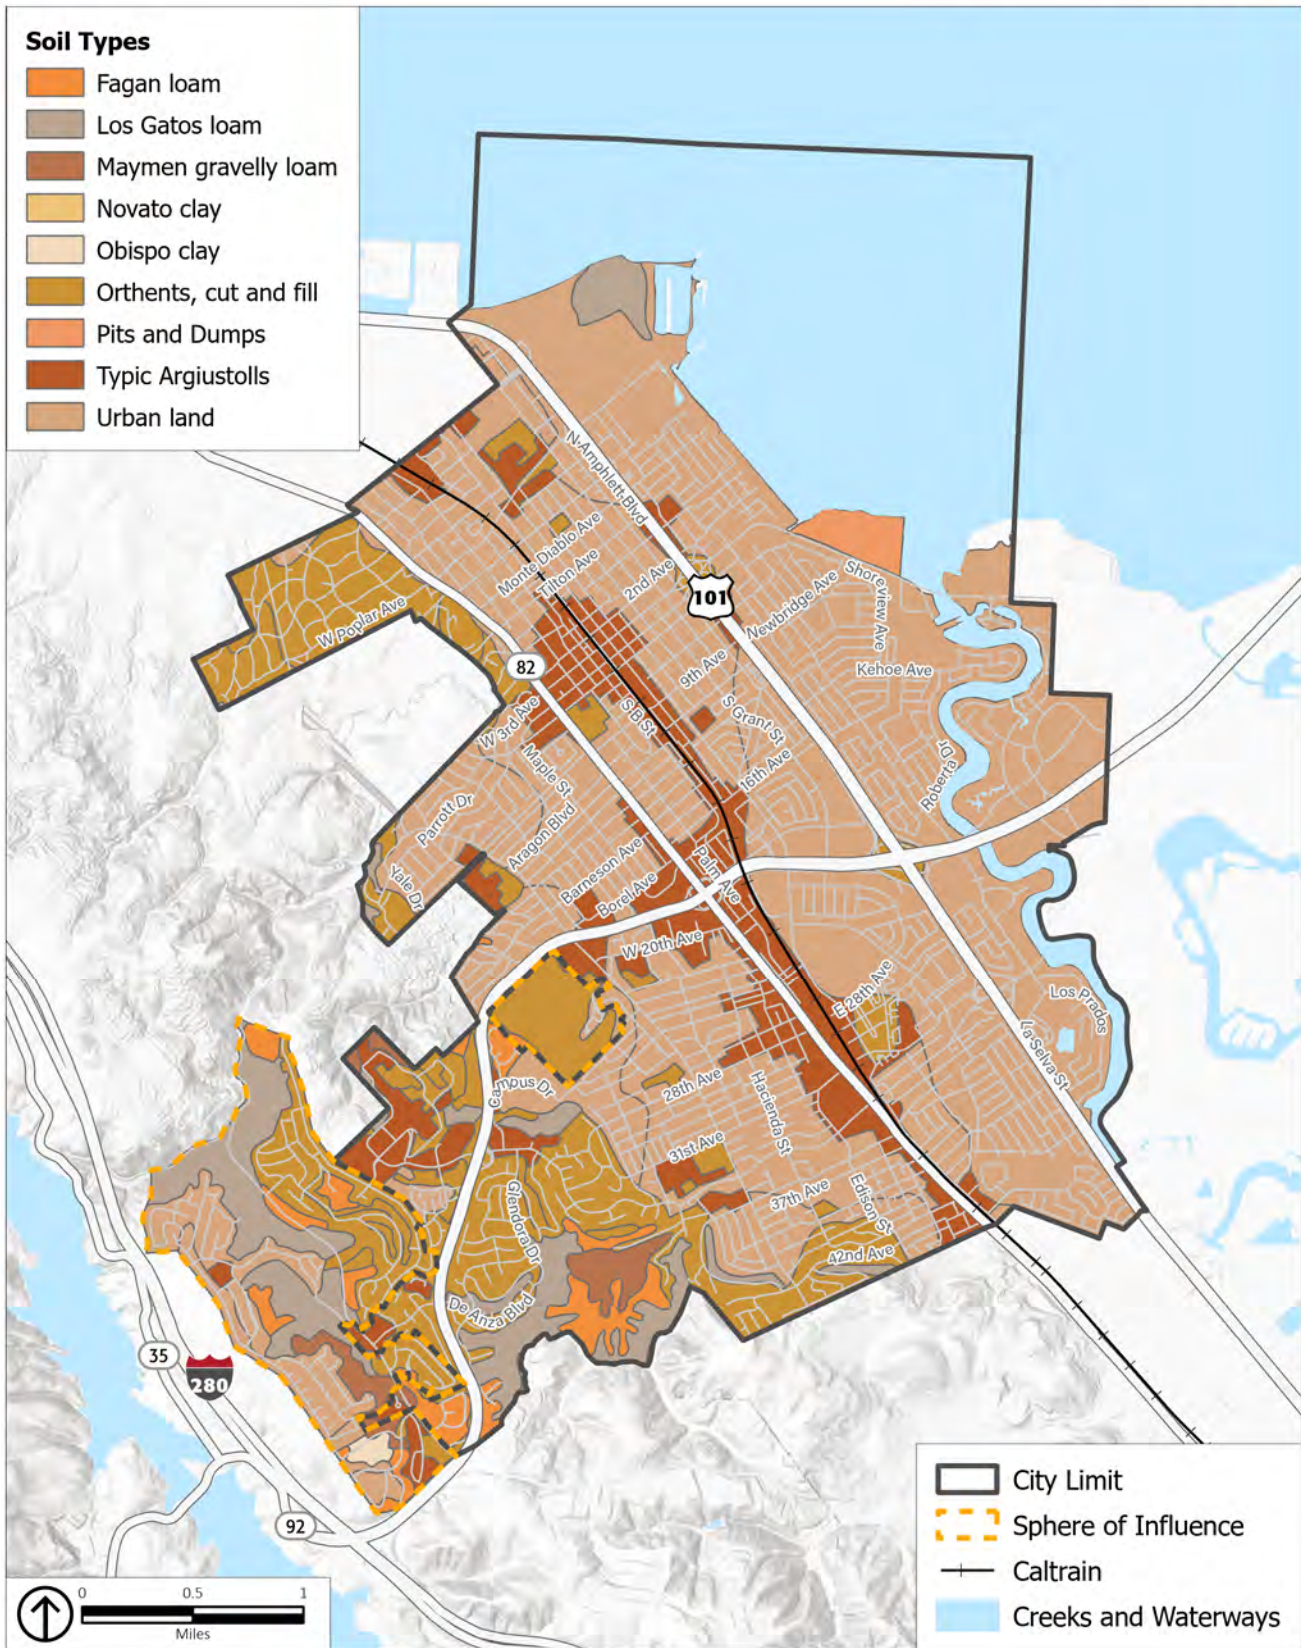 Soil Types
Fagan loam
Los Gatos loam
Maymen gravelly loam
Novato clay
Obispo clay
Orthents, cut and fill
Pits and Dumps
Typic Argiustolls
Urban land
N Amphlett Blvd
Monte Diablo Ave
Tilton Ave
2nd Ave
101
Newbridge Ave
Shoreview Ave
W Poplar Ave
82
9th Ave
Kehoe Ave
S B St
S Grant St
W 3rd Ave
Maple St
16th Ave
Roberta Dr
Parrott Dr
Aragon Blvd
Yale Dr
Barneson Ave
Borel Ave
Palm Ave
W 20th Ave
E 28th Ave
Los Prados
La Selva St
Campus Dr
28th Ave
Hacienda St
31st Ave
Glendora Dr
37th Ave
Edison St
42nd Ave
De Anza Blvd
35
280
92
City Limit
Sphere of Influence
Caltrain
Creeks and Waterways
0 0.5 1
Miles